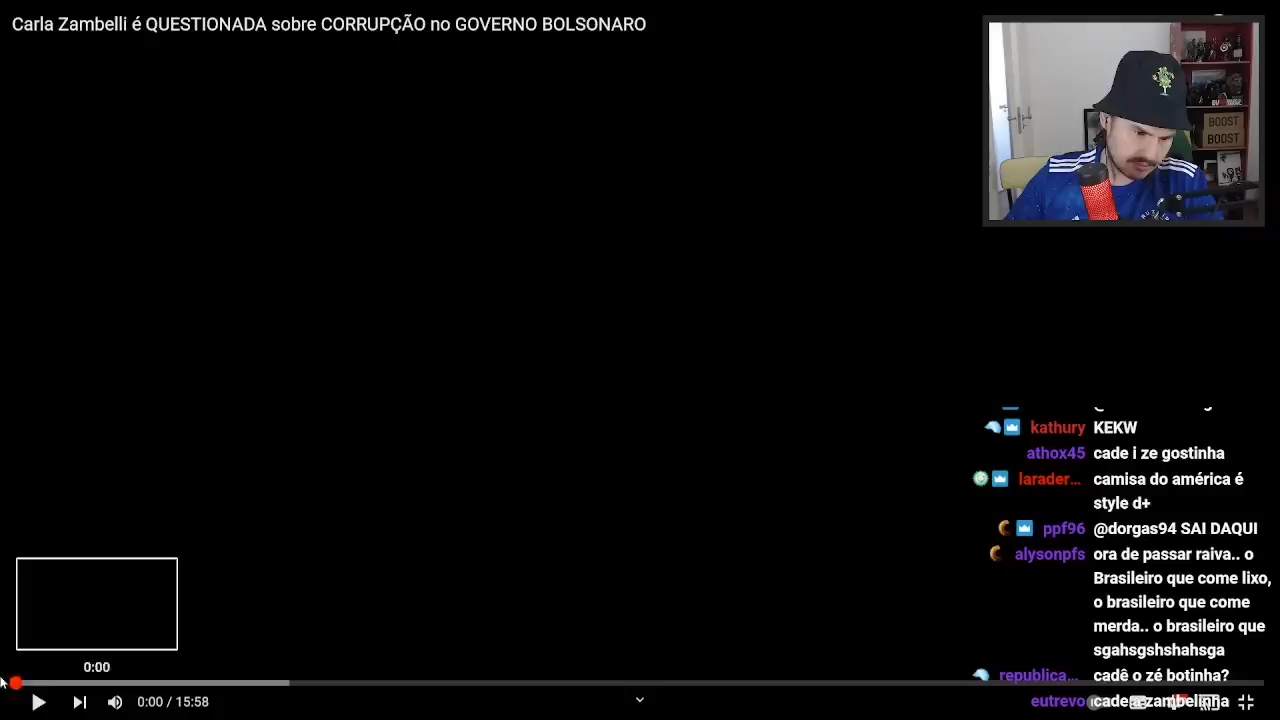 Carla Zambelli é QUESTIONADA sobre CORRUPÇÃO no GOVERNO BOLSONARO
BOOST
BOOST
kathury KEKW
athox45 cade i ze gostinha
larader... camisa do américa é
style d+
ppf96 @dorgas94 SAI DAQUI
alysonpfs ora de passar raiva.. o
Brasileiro que come lixo,
o brasileiro que come
merda.. o brasileiro que
sgahsgshshahsga
republica... cadê o zé botinha?
eutrevo cade a zambelinha
0:00
0:00 / 15:58